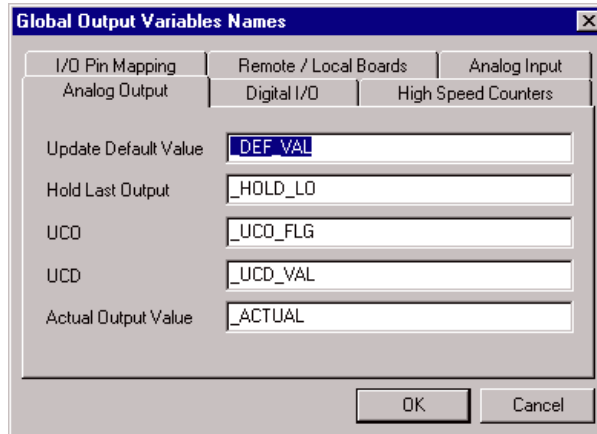 Global Output Variables Names
I/O Pin Mapping Remote / Local Boards Analog Input
Analog Output Digital I/O High Speed Counters
Update Default Value _DEF_VAL
Hold Last Output _HOLD_LO
UCO _UCO_FLG
UCD _UCD_VAL
Actual Output Value _ACTUAL
OK Cancel